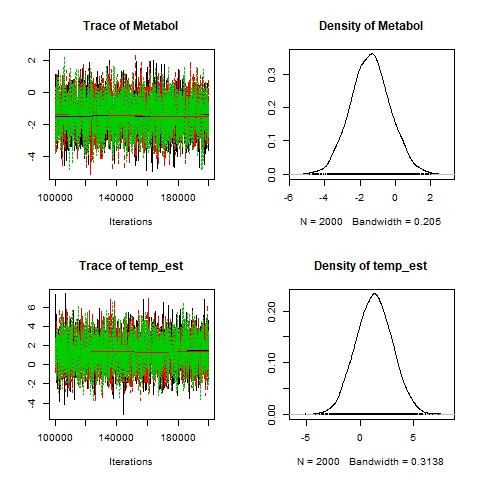 Trace of Metabol
2
0
-2
-4
100000 140000 180000
Iterations
Density of Metabol
0.3
0.2
0.1
0.0
-6 -4 -2 0 2
N = 2000 Bandwidth = 0.205
Trace of temp_est
6
4
2
0
-2
-4
100000 140000 180000
Iterations
Density of temp_est
0.20
0.10
0.00
-5 0 5
N = 2000 Bandwidth = 0.3138